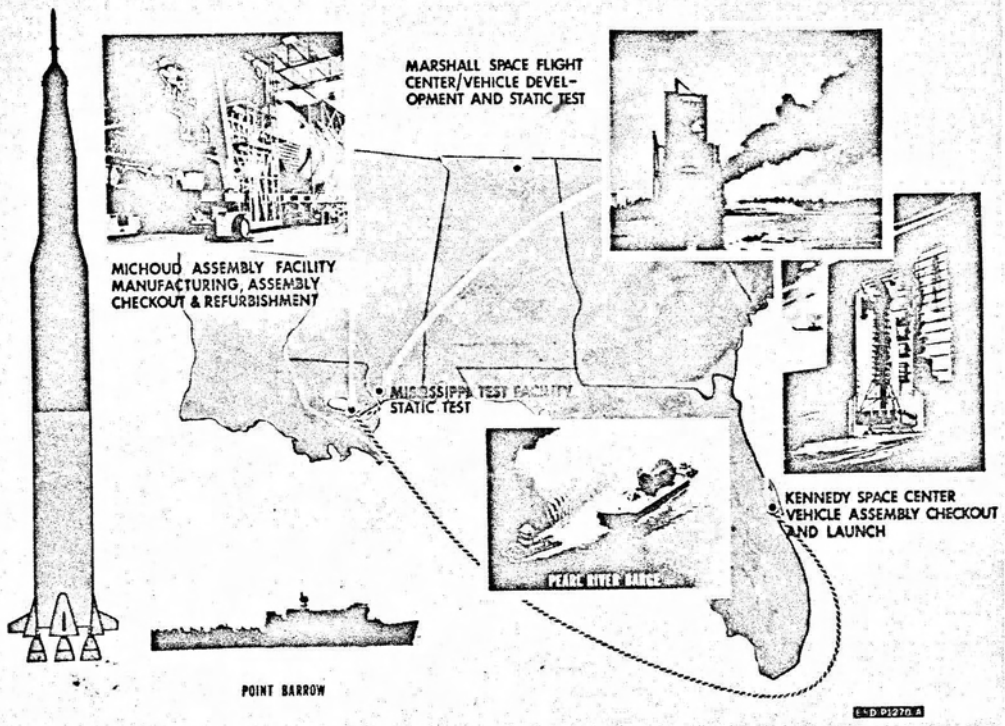 MARSHALL SPACE FLIGHT
CENTER/VEHICLE DEVEL-
OPMENT AND STATIC TEST
MICHOUD ASSEMBLY FACILITY
MANUFACTURING, ASSEMBLY
CHECKOUT & REFURBISHMENT
MISSISSIPPI TEST FACILITY
STATIC TEST
KENNEDY SPACE CENTER
VEHICLE ASSEMBLY CHECKOUT
AND LAUNCH
PEARL RIVER BARGE
POINT BARROW